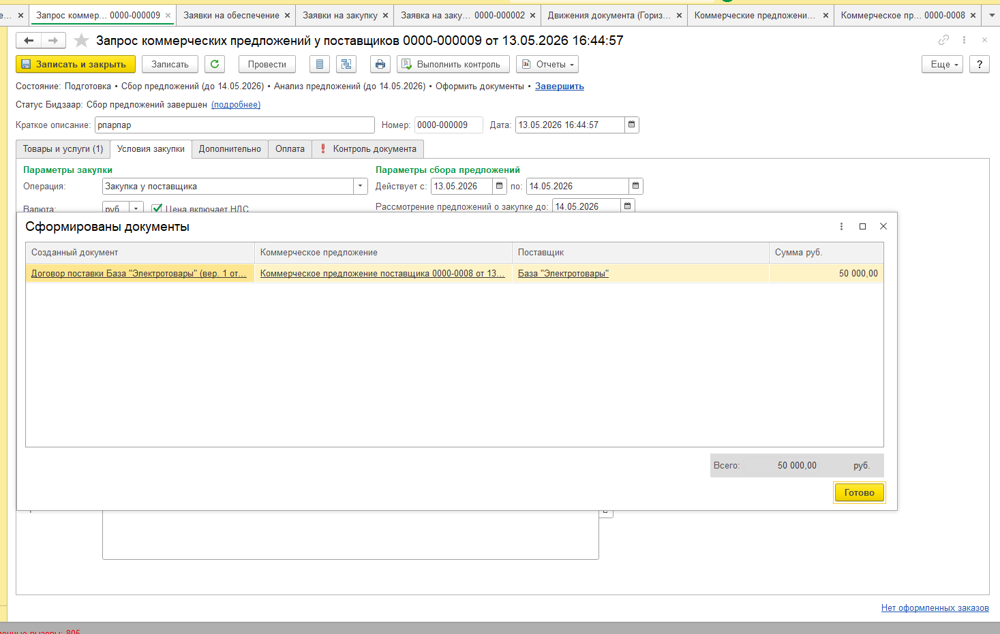 Запрос коммер... 0000-000009
Заявки на обеспечение
Заявки на закупку
Заявка на заку... 0000-000002
Движения документа (Гориз...
Коммерческие предложени...
Коммерческое пр... 0000-0008
Запрос коммерческих предложений у поставщиков 0000-000009 от 13.05.2026 16:44:57
Записать и закрыть
Записать
Провести
Выполнить контроль
Отчеты
Еще
?
Состояние: Подготовка • Сбор предложений (до 14.05.2026) • Анализ предложений (до 14.05.2026) • Оформить документы • Завершить
Статус Бидзаар: Сбор предложений завершен (подробнее)
Краткое описание: рпарпар Номер: 0000-000009 Дата: 13.05.2026 16:44:57
Товары и услуги (1) Условия закупки Дополнительно Оплата ! Контроль документа
Параметры закупки Параметры сбора предложений
Операция: Закупка у поставщика Действует с: 13.05.2026 по: 14.05.2026
Валюта: руб Цена включает НДС Рассмотрение предложений о закупке до: 14.05.2026
Сформированы документы
Созданный документ Коммерческое предложение Поставщик Сумма руб.
Договор поставки База "Электротовары" (вер. 1 от... Коммерческое предложение поставщика 0000-0008 от 13... База "Электротовары" 50 000,00
Всего: 50 000,00 руб.
Готово
Нет оформленных заказов
вызовы: 806